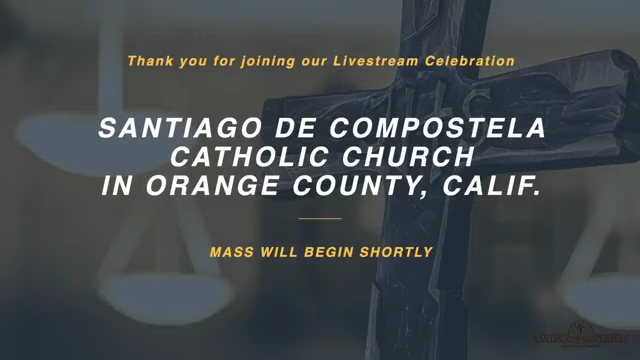 Thank you for joining our Livestream Celebration
SANTIAGO DE COMPOSTELA
CATHOLIC CHURCH
IN ORANGE COUNTY, CALIF.
MASS WILL BEGIN SHORTLY